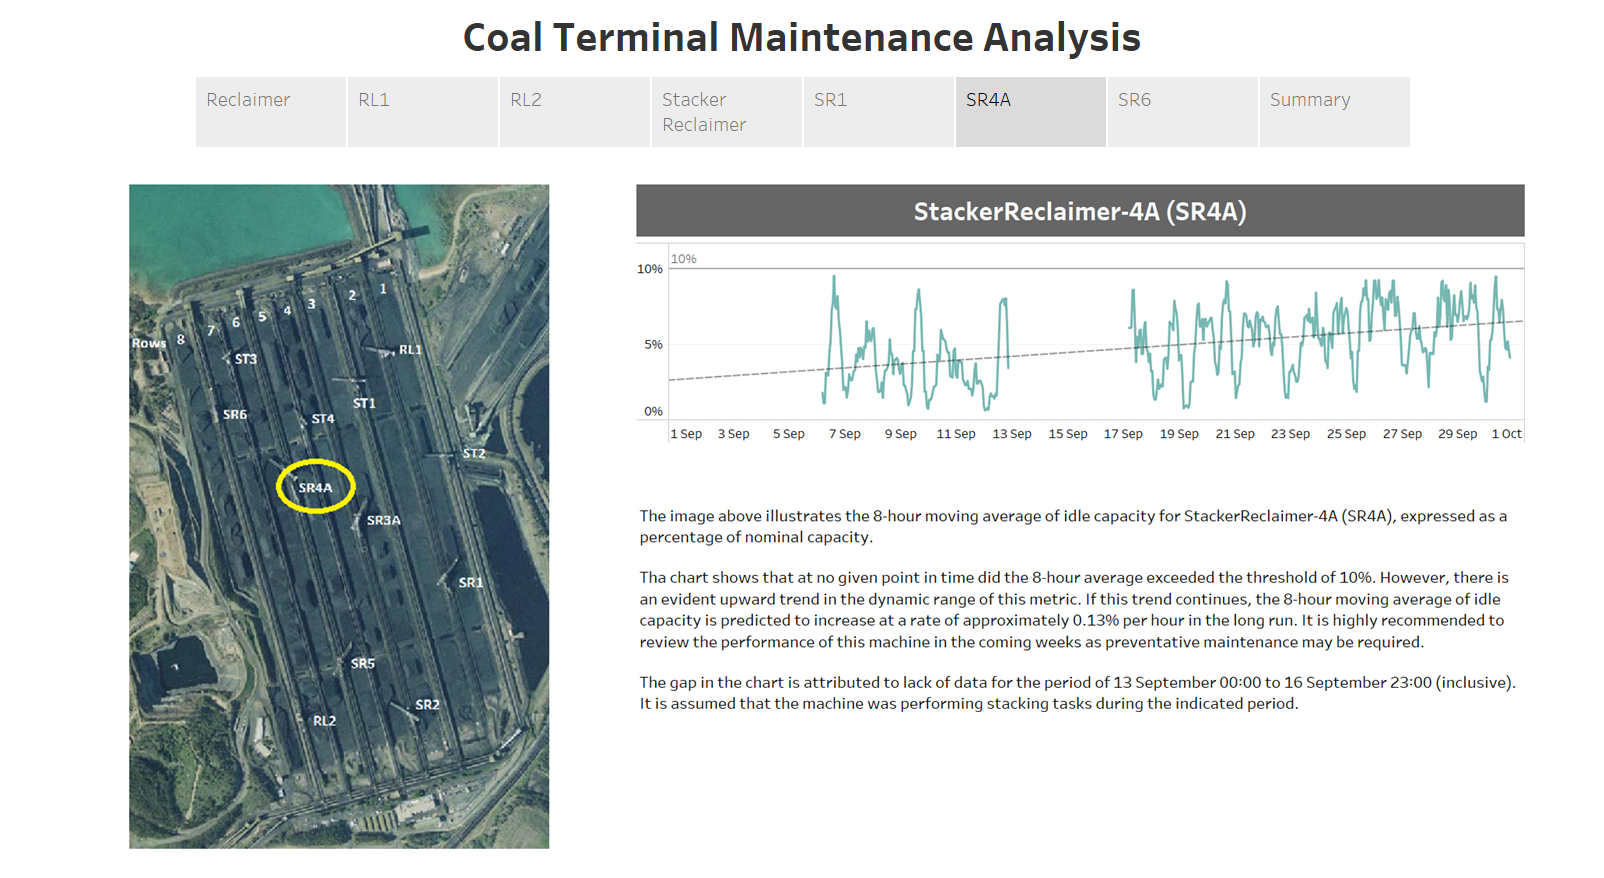 Coal Terminal Maintenance Analysis
Reclaimer
RL1
RL2
Stacker
Reclaimer
SR1
SR4A
SR6
Summary
1
2
3
4
5
6
7
8
Rows
RL1
ST3
ST1
SR6
ST4
ST2
SR4A
SR3A
SR1
SR5
SR2
RL2
StackerReclaimer-4A (SR4A)
10%
10%
5%
0%
1 Sep 3 Sep 5 Sep 7 Sep 9 Sep 11 Sep 13 Sep 15 Sep 17 Sep 19 Sep 21 Sep 23 Sep 25 Sep 27 Sep 29 Sep 1 Oct
The image above illustrates the 8-hour moving average of idle capacity for StackerReclaimer-4A (SR4A), expressed as a
percentage of nominal capacity.
Tha chart shows that at no given point in time did the 8-hour average exceeded the threshold of 10%. However, there is
an evident upward trend in the dynamic range of this metric. If this trend continues, the 8-hour moving average of idle
capacity is predicted to increase at a rate of approximately 0.13% per hour in the long run. It is highly recommended to
review the performance of this machine in the coming weeks as preventative maintenance may be required.
The gap in the chart is attributed to lack of data for the period of 13 September 00:00 to 16 September 23:00 (inclusive).
It is assumed that the machine was performing stacking tasks during the indicated period.